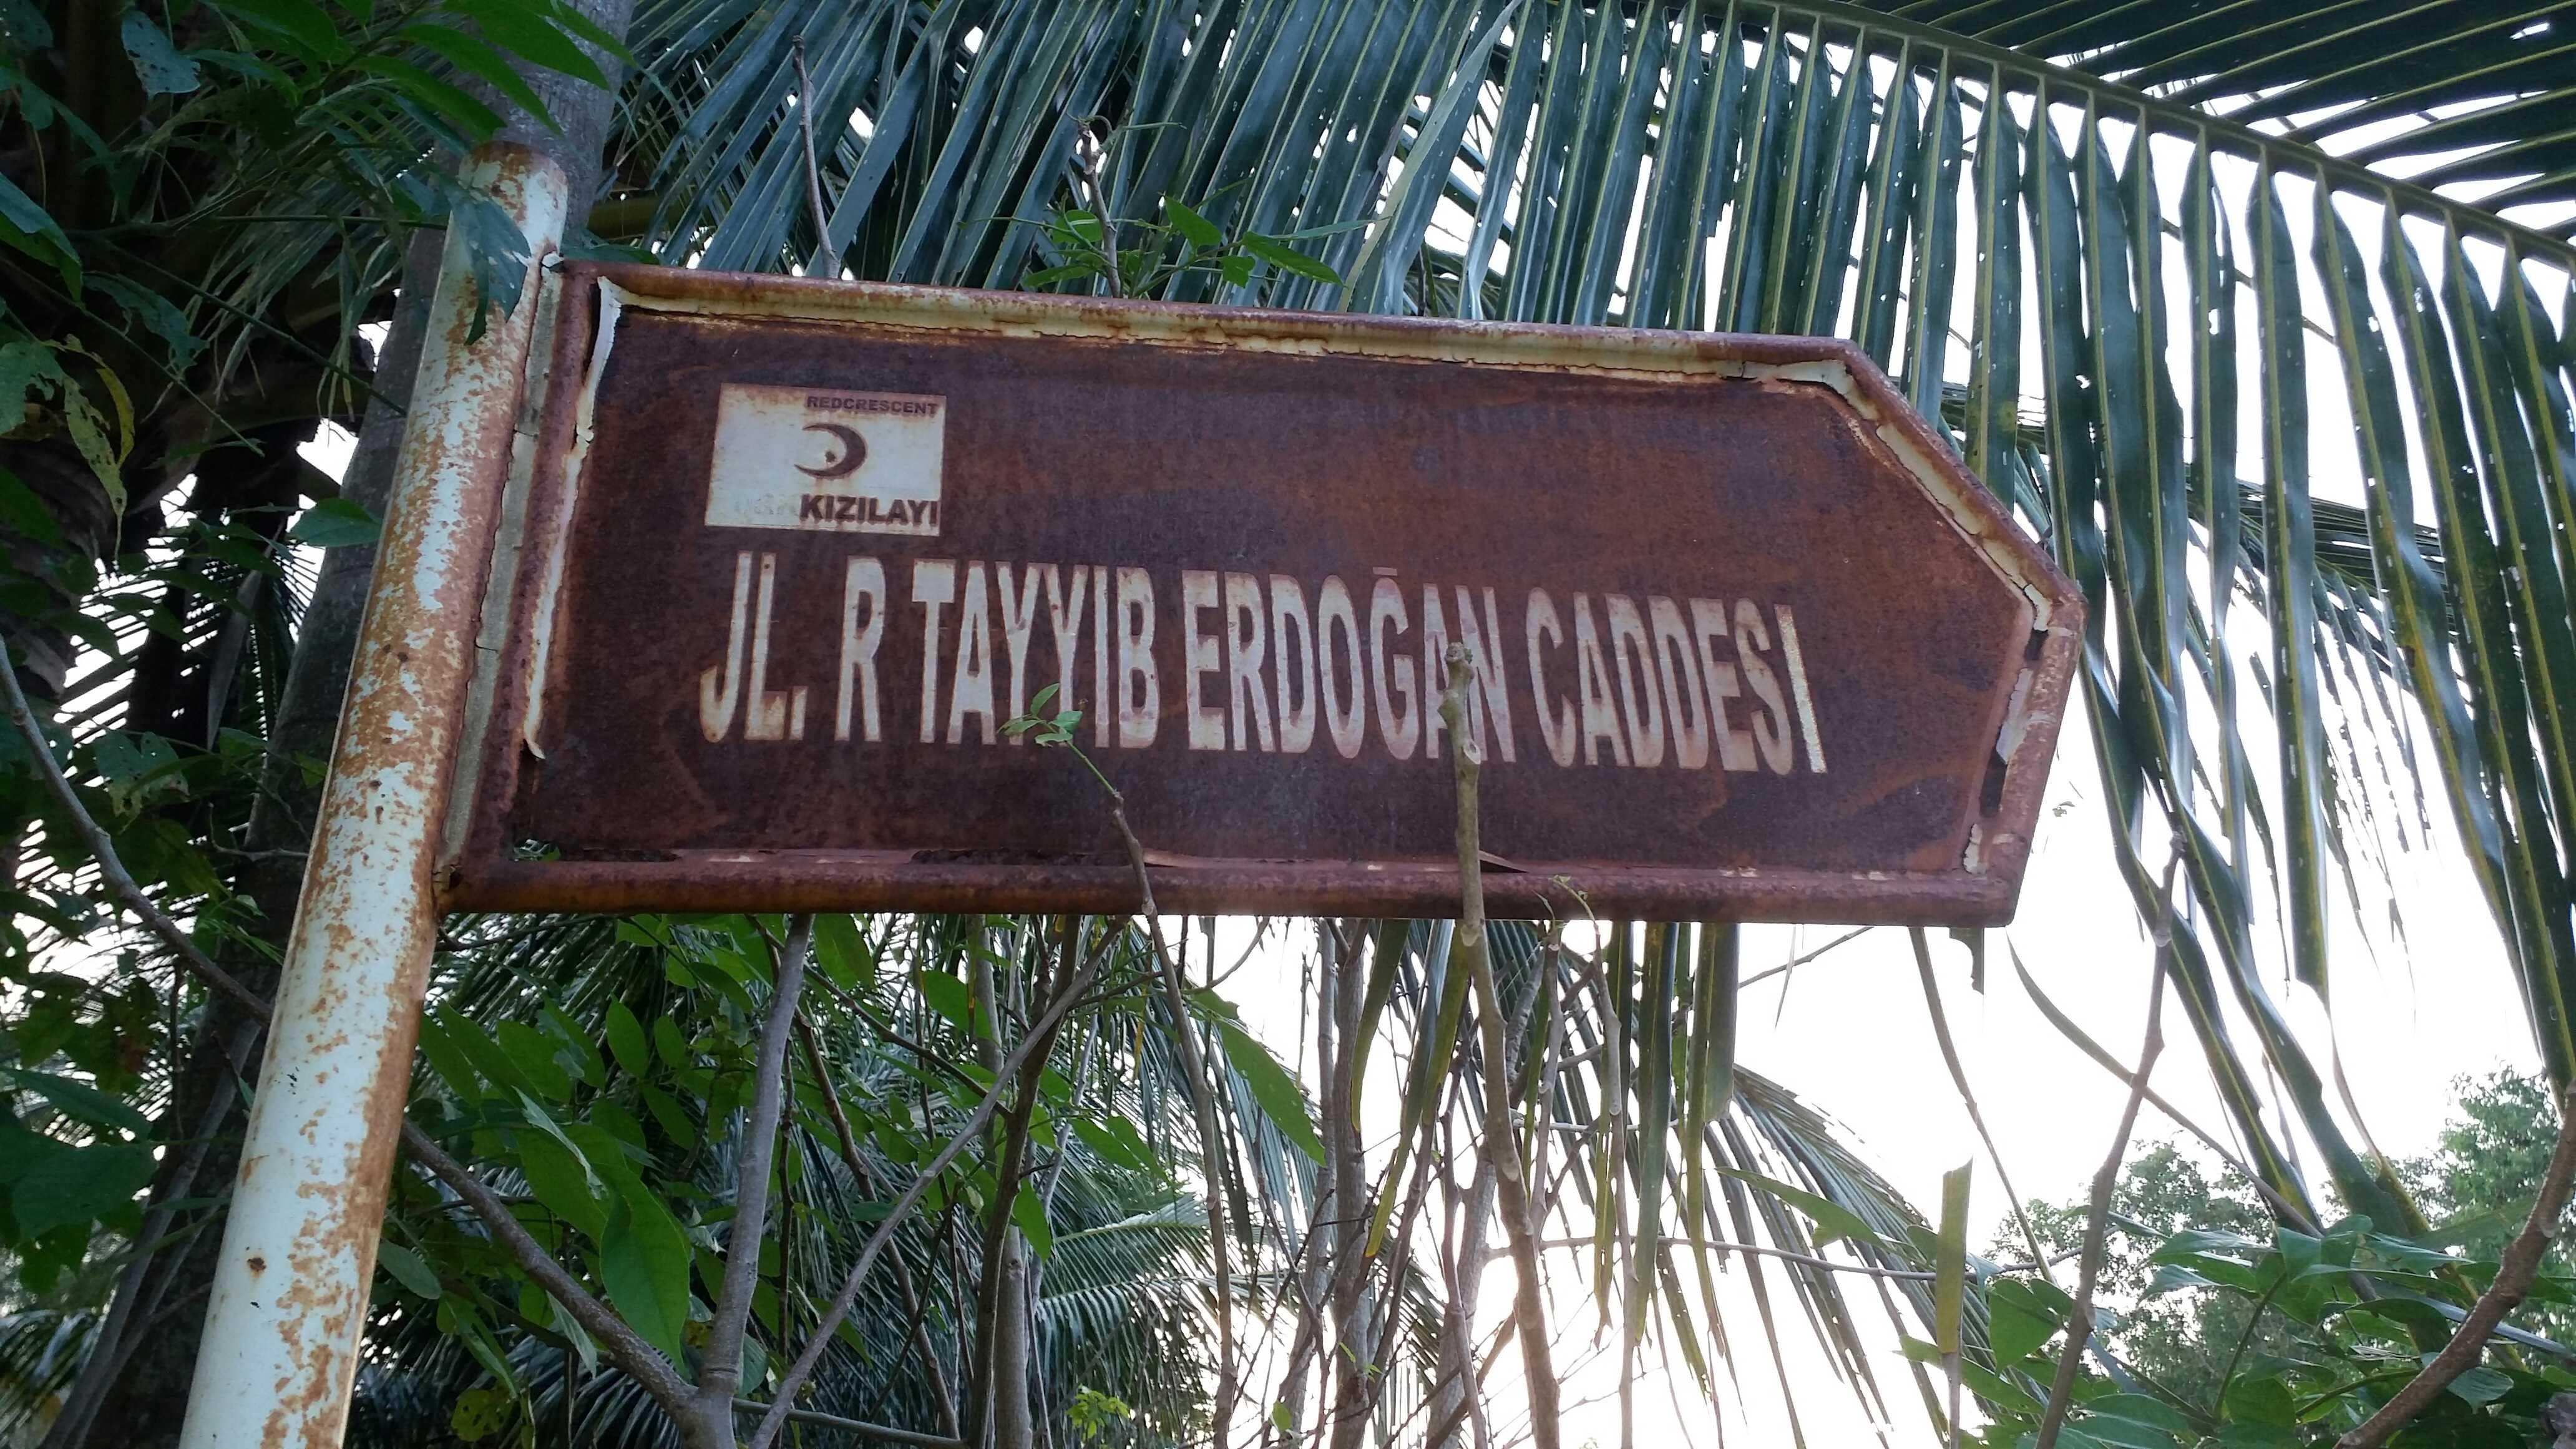 REDCRESCENT
KIZILAYI
JL. R TAYYIB ERDOĞAN CADDESI